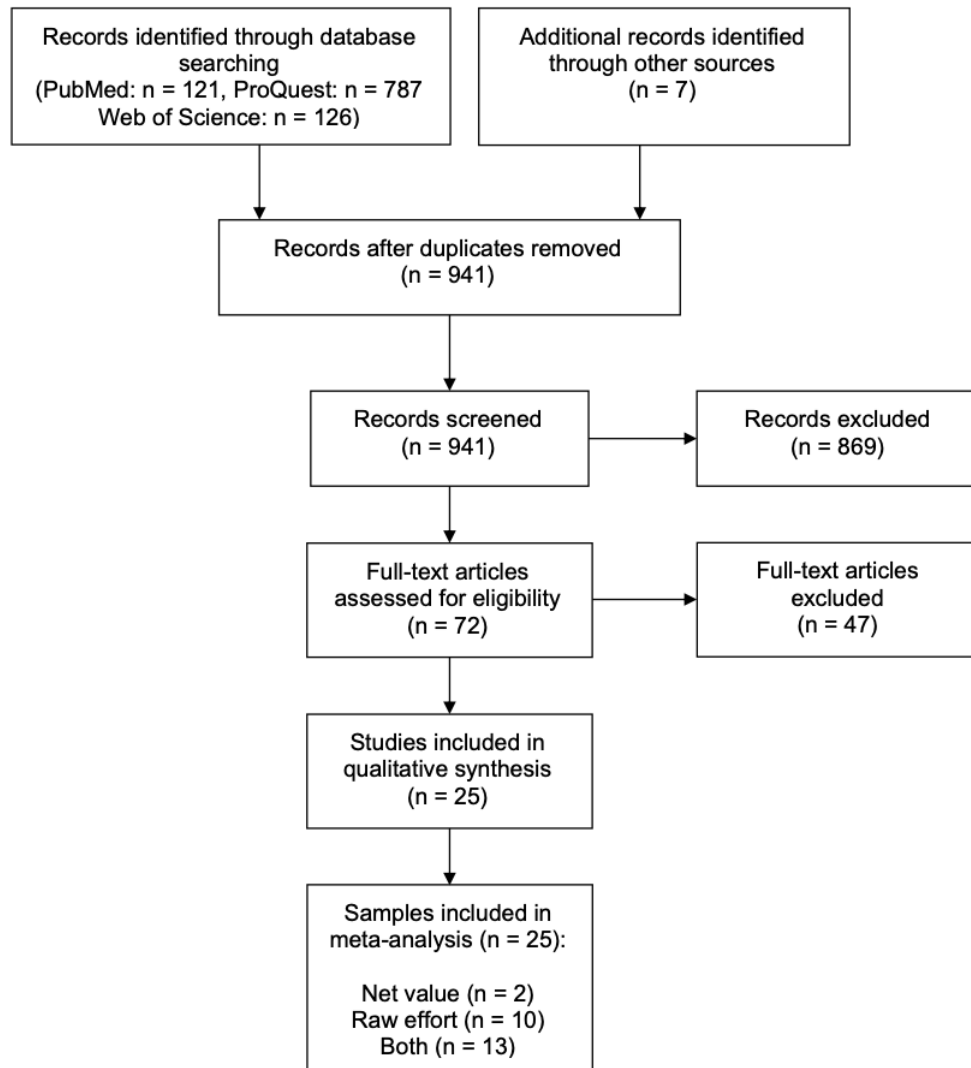 Records identified through database
searching
(PubMed: n = 121, ProQuest: n = 787
Web of Science: n = 126)
Additional records identified
through other sources
(n = 7)
Records after duplicates removed
(n = 941)
Records screened
(n = 941)
Records excluded
(n = 869)
Full-text articles
assessed for eligibility
(n = 72)
Full-text articles
excluded
(n = 47)
Studies included in
qualitative synthesis
(n = 25)
Samples included in
meta-analysis (n = 25):
Net value (n = 2)
Raw effort (n = 10)
Both (n = 13)